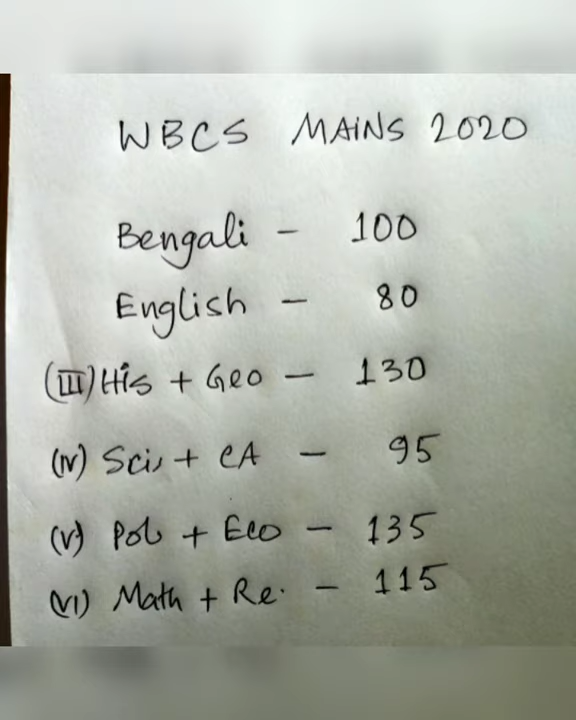 WBCS MAINS 2020
Bengali - 100
English - 80
(III) His + Geo - 130
(IV) Sci, + CA - 95
(V) Pol + Eco - 135
(VI) Math + Re. - 115